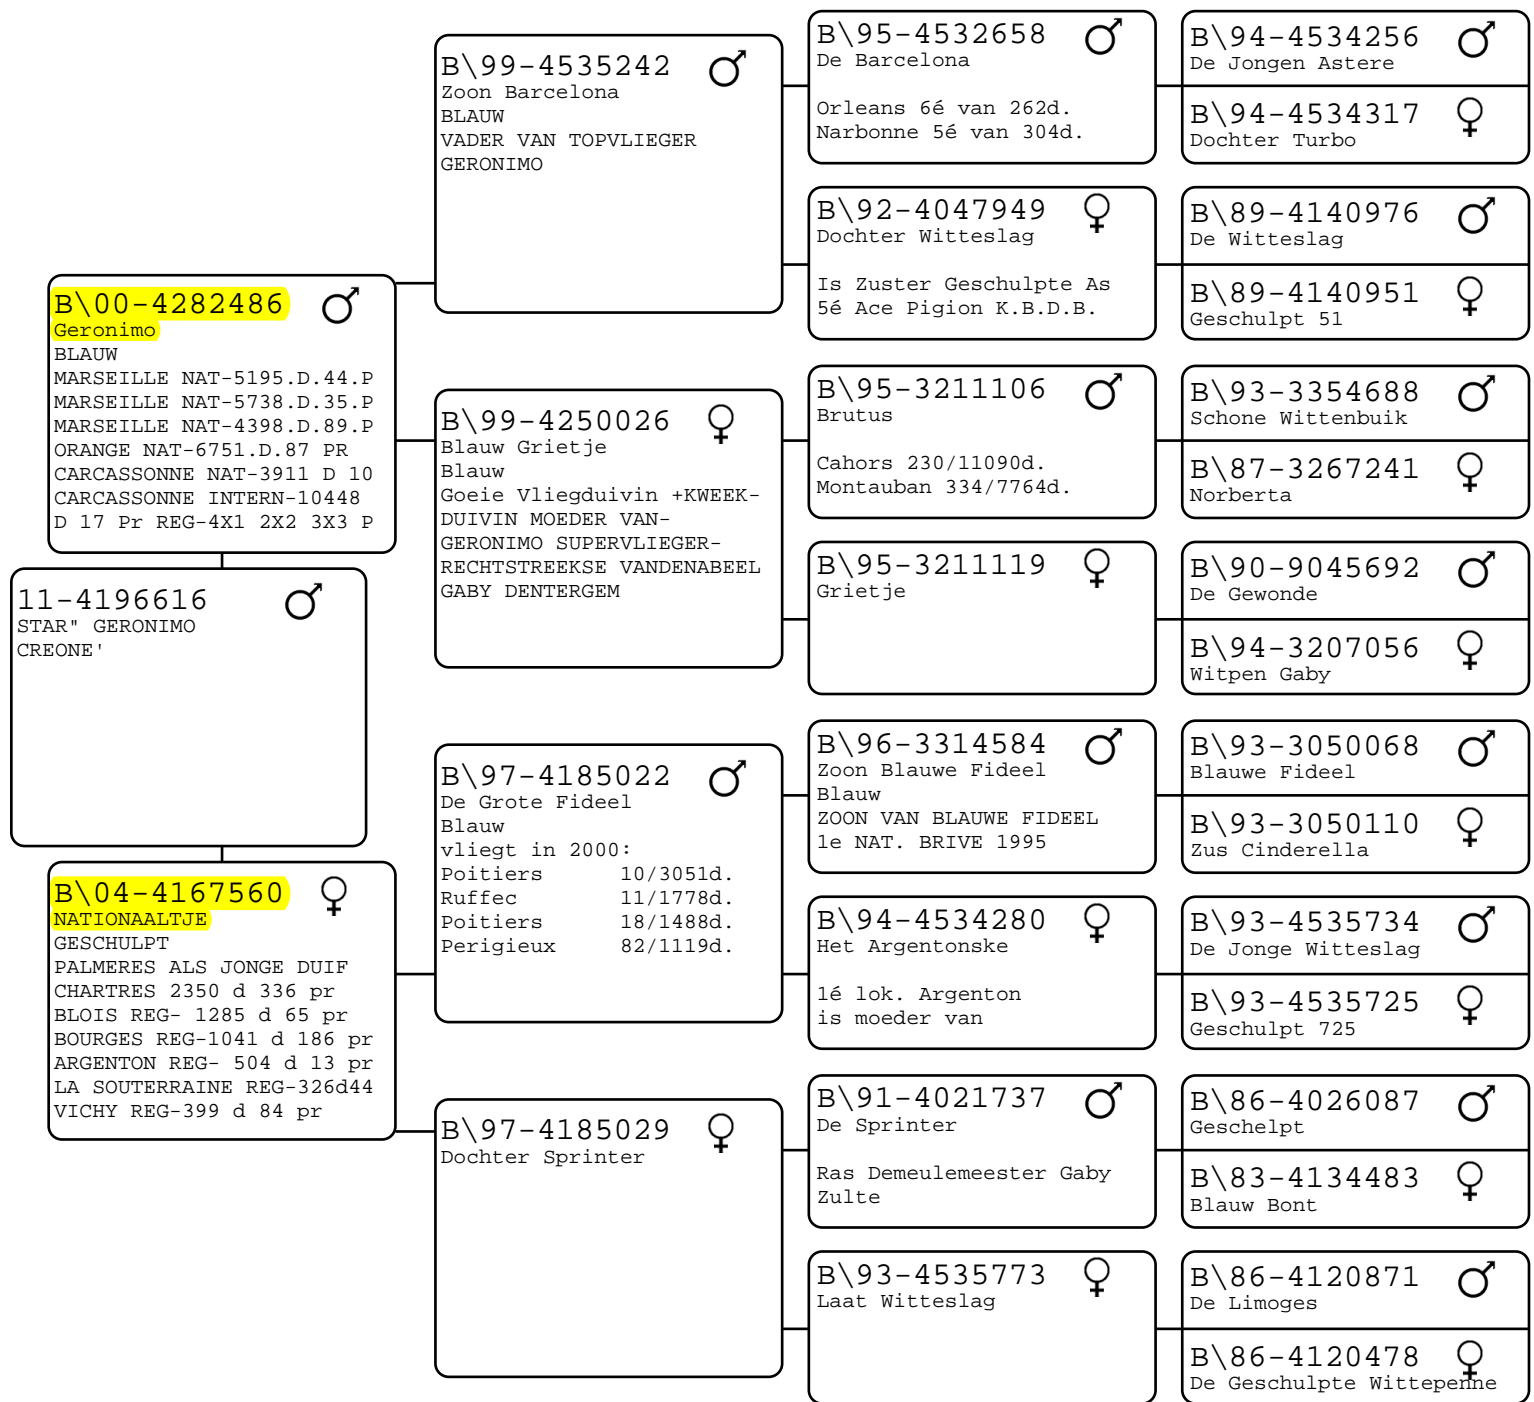 11-4196616
STAR" GERONIMO
CREONE'
B\00-4282486
Geronimo
BLAUW
MARSEILLE NAT-5195.D.44.P
MARSEILLE NAT-5738.D.35.P
MARSEILLE NAT-4398.D.89.P
ORANGE NAT-6751.D.87 PR
CARCASSONNE NAT-3911 D 10
CARCASSONNE INTERN-10448
D 17 Pr REG-4X1 2X2 3X3 P
B\04-4167560
NATIONAALTJE
GESCHULPT
PALMERES ALS JONGE DUIF
CHARTRES 2350 d 336 pr
BLOIS REG- 1285 d 65 pr
BOURGES REG-1041 d 186 pr
ARGENTON REG- 504 d 13 pr
LA SOUTERRAINE REG-326d44
VICHY REG-399 d 84 pr
B\99-4535242
Zoon Barcelona
BLAUW
VADER VAN TOPVLIEGER
GERONIMO
B\99-4250026
Blauw Grietje
Blauw
Goeie Vliegduivin +KWEEK-
DUIVIN MOEDER VAN-
GERONIMO SUPERVLIEGER-
RECHTSTREEKSE VANDENABEEL
GABY DENTERGEM
B\97-4185022
De Grote Fideel
Blauw
vliegt in 2000:
Poitiers 10/3051d.
Ruffec 11/1778d.
Poitiers 18/1488d.
Perigieux 82/1119d.
B\97-4185029
Dochter Sprinter
B\95-4532658
De Barcelona
Orleans 6é van 262d.
Narbonne 5é van 304d.
B\92-4047949
Dochter Witteslag
Is Zuster Geschulpte As
5é Ace Pigion K.B.D.B.
B\95-3211106
Brutus
Cahors 230/11090d.
Montauban 334/7764d.
B\95-3211119
Grietje
B\96-3314584
Zoon Blauwe Fideel
Blauw
ZOON VAN BLAUWE FIDEEL
1e NAT. BRIVE 1995
B\94-4534280
Het Argentonske
1é lok. Argenton
is moeder van
B\91-4021737
De Sprinter
Ras Demeulemeester Gaby
Zulte
B\93-4535773
Laat Witteslag
B\94-4534256
De Jongen Astere
B\94-4534317
Dochter Turbo
B\89-4140976
De Witteslag
B\89-4140951
Geschulpt 51
B\93-3354688
Schone Wittenbuik
B\87-3267241
Norberta
B\90-9045692
De Gewonde
B\94-3207056
Witpen Gaby
B\93-3050068
Blauwe Fideel
B\93-3050110
Zus Cinderella
B\93-4535734
De Jonge Witteslag
B\93-4535725
Geschulpt 725
B\86-4026087
Geschelpt
B\83-4134483
Blauw Bont
B\86-4120871
De Limoges
B\86-4120478
De Geschulpte Wittepenne